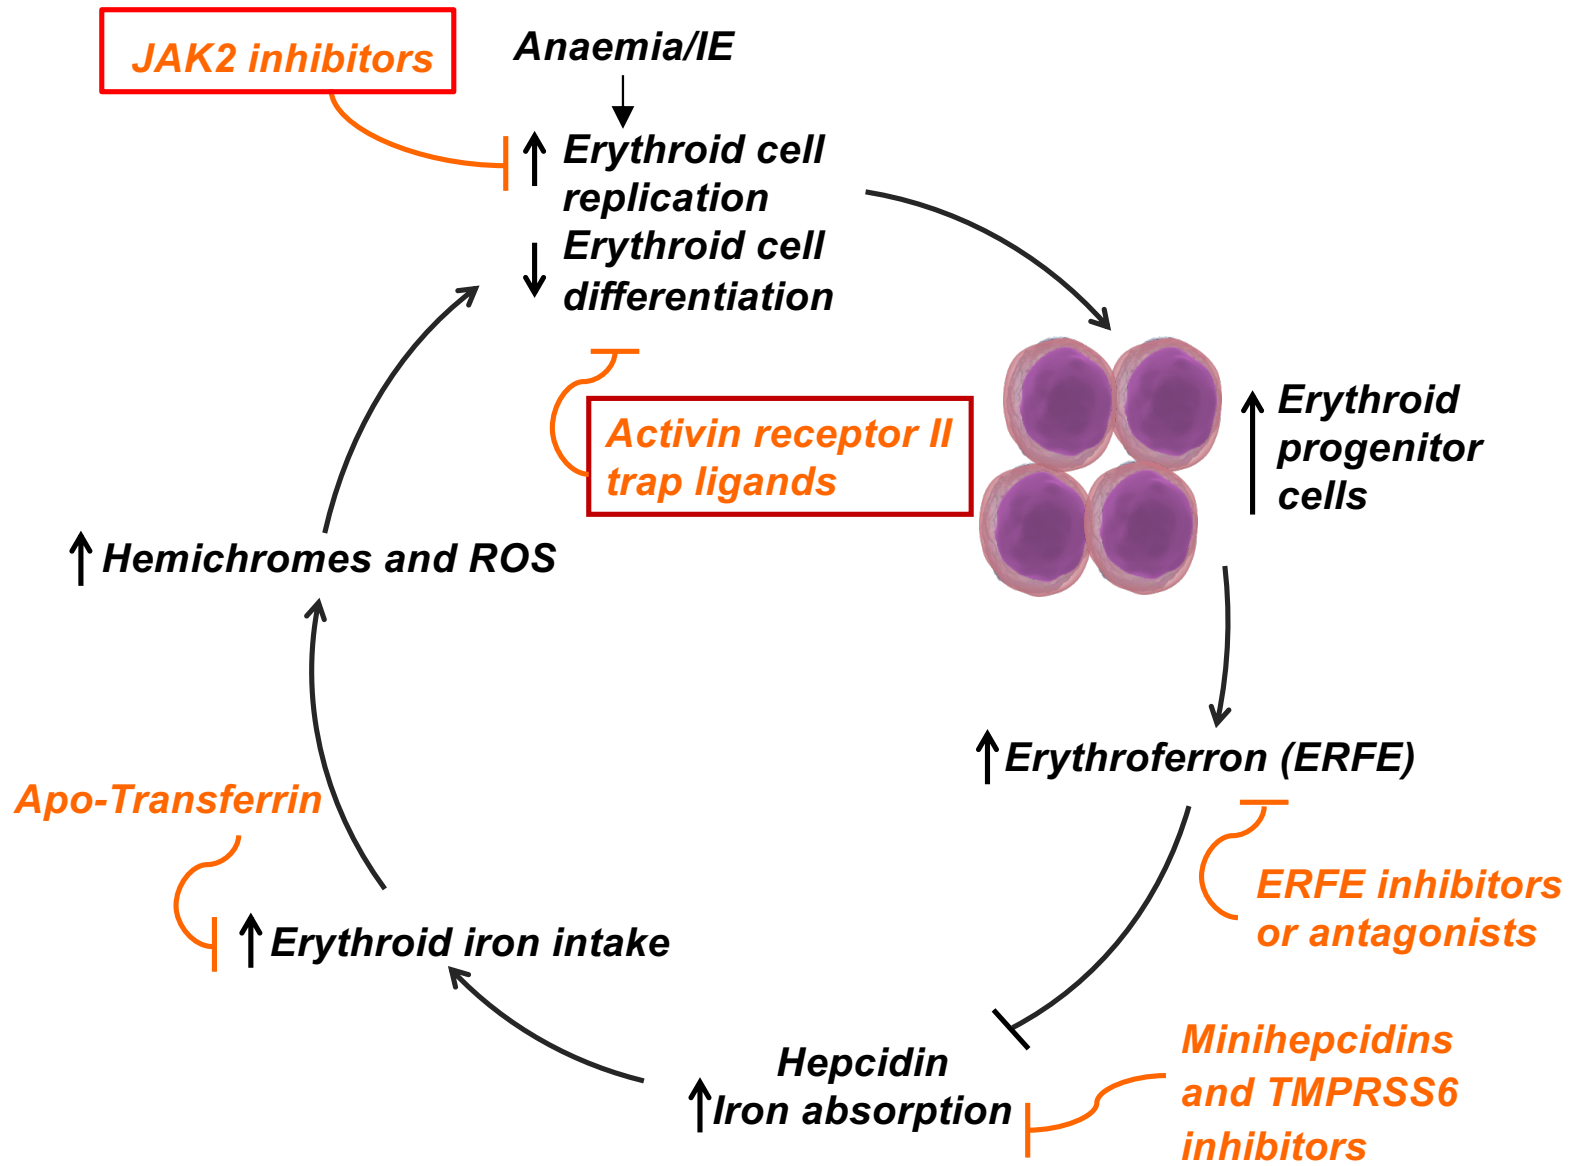 JAK2 inhibitors
Anaemia/IE
Erythroid cell
replication
Erythroid cell
differentiation
Activin receptor II
trap ligands
Erythroid
progenitor
cells
Hemichromes and ROS
Erythroferron (ERFE)
Apo-Transferrin
ERFE inhibitors
or antagonists
Erythroid iron intake
Hepcidin
Iron absorption
Minihepcidins
and TMPRSS6
inhibitors